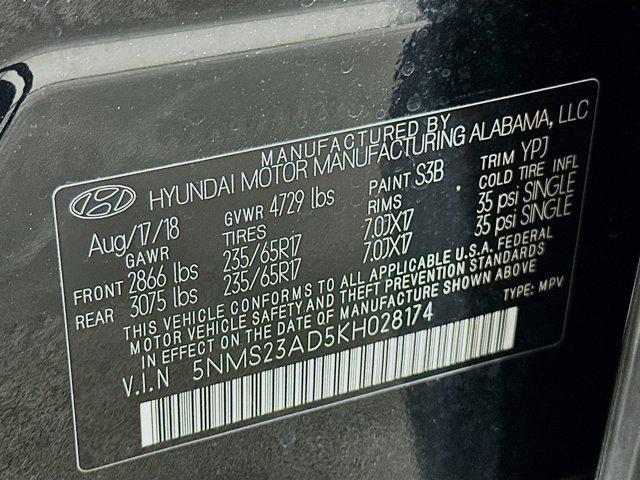 MANUFACTURED BY
HYUNDAI MOTOR MANUFACTURING ALABAMA, LLC
Aug/17/18 GVWR 4729 lbs PAINT S3B TRIM YPJ
GAWR TIRES RIMS COLD TIRE INFL
FRONT 2866 lbs 235/65R17 7.0JX17 35 psi SINGLE
REAR 3075 lbs 235/65R17 7.0JX17 35 psi SINGLE
THIS VEHICLE CONFORMS TO ALL APPLICABLE U.S.A. FEDERAL
MOTOR VEHICLE SAFETY AND THEFT PREVENTION STANDARDS
IN EFFECT ON THE DATE OF MANUFACTURE SHOWN ABOVE
V.I.N 5NMS23AD5KH028174 TYPE: MPV